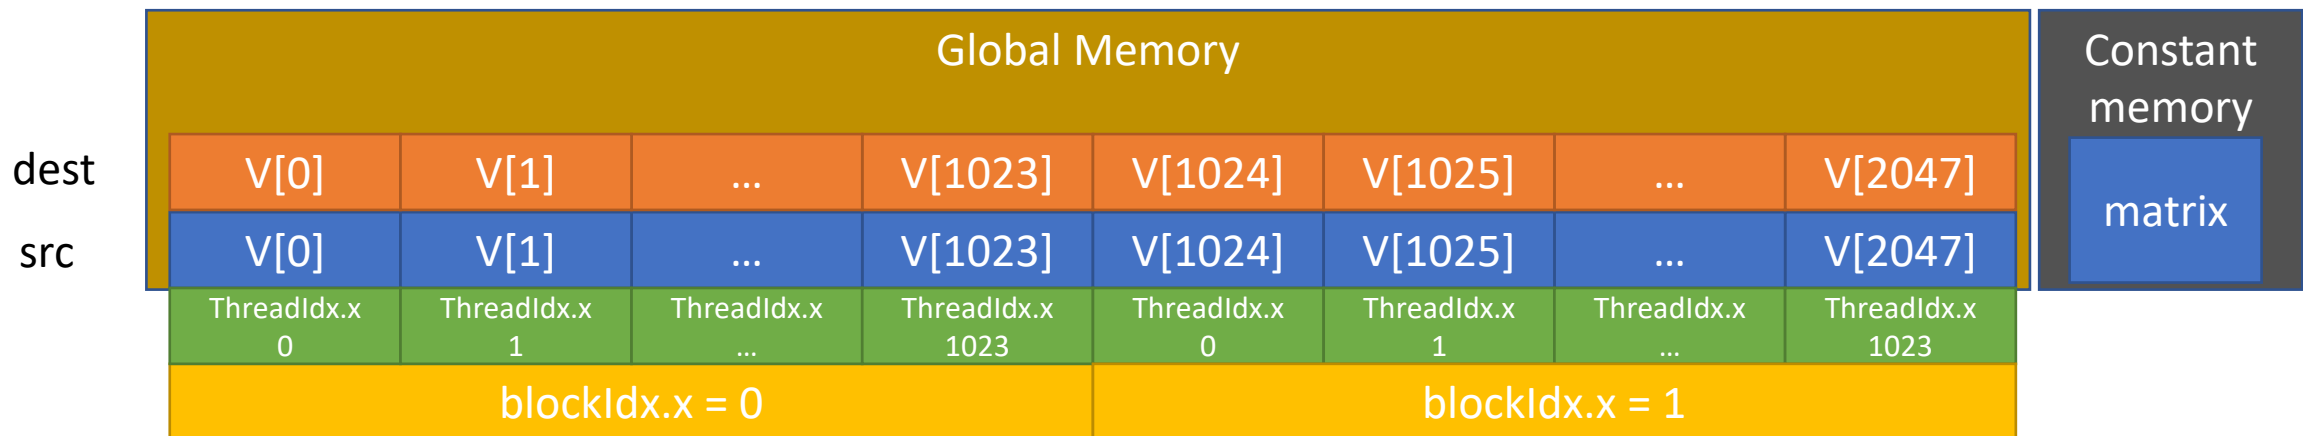 Global Memory
Constant
memory
dest V[0] V[1] ... V[1023] V[1024] V[1025] ... V[2047]
matrix
src V[0] V[1] ... V[1023] V[1024] V[1025] ... V[2047]
ThreadIdx.x ThreadIdx.x ThreadIdx.x ThreadIdx.x ThreadIdx.x ThreadIdx.x ThreadIdx.x ThreadIdx.x
0 1 ... 1023 0 1 ... 1023
blockIdx.x = 0 blockIdx.x = 1